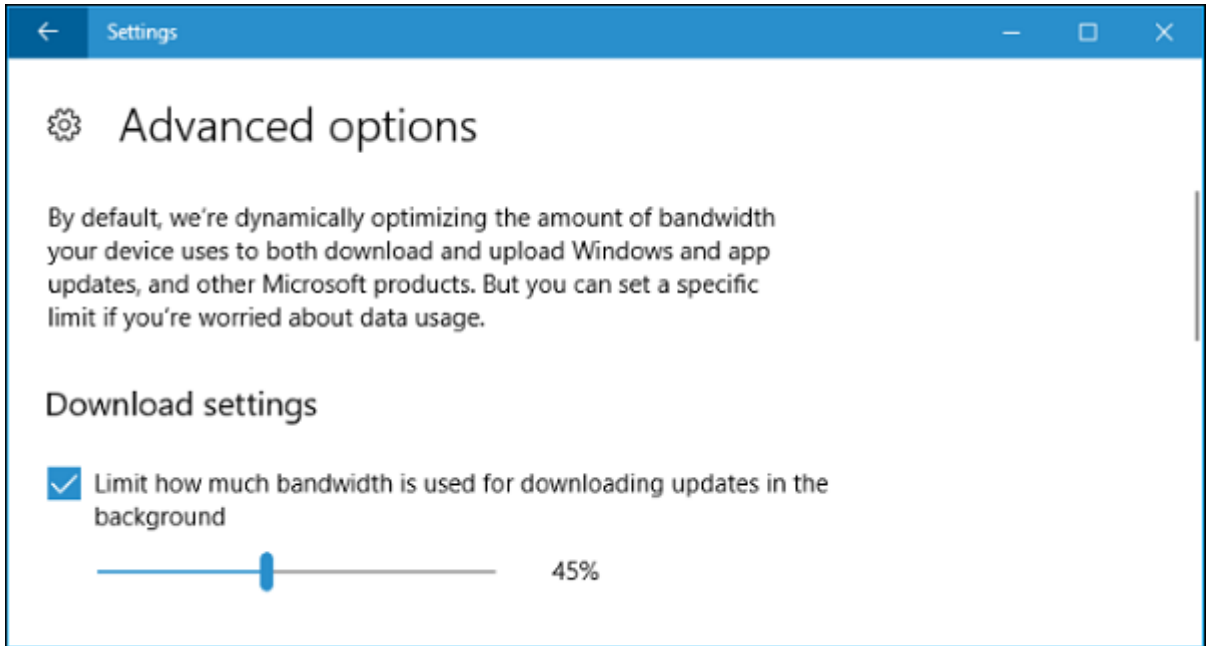 Settings
Advanced options
By default, we're dynamically optimizing the amount of bandwidth
your device uses to both download and upload Windows and app
updates, and other Microsoft products. But you can set a specific
limit if you're worried about data usage.
Download settings
Limit how much bandwidth is used for downloading updates in the
background
45%